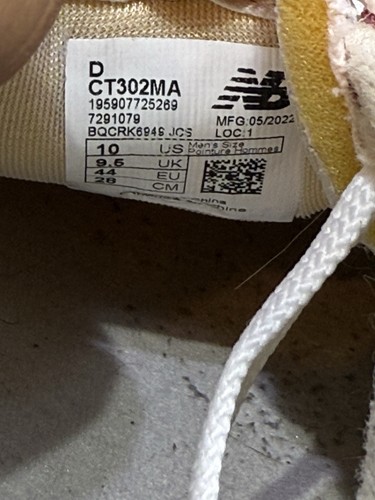 D
CT302MA
195907725269
7291079
MFG:05/2022
BQCRK6946 JCS LOC:1
10 US Men's Size
Pointure Hommes
9.5 UK
44 EU
28 CM